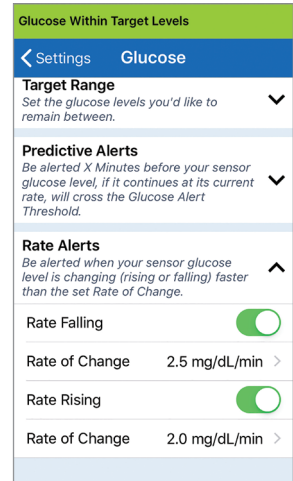 Glucose Within Target Levels
Settings Glucose
Target Range
Set the glucose levels you'd like to
remain between.
Predictive Alerts
Be alerted X Minutes before your sensor
glucose level, if it continues at its current
rate, will cross the Glucose Alert
Threshold.
Rate Alerts
Be alerted when your sensor glucose
level is changing (rising or falling) faster
than the set Rate of Change.
Rate Falling
Rate of Change 2.5 mg/dL/min
Rate Rising
Rate of Change 2.0 mg/dL/min